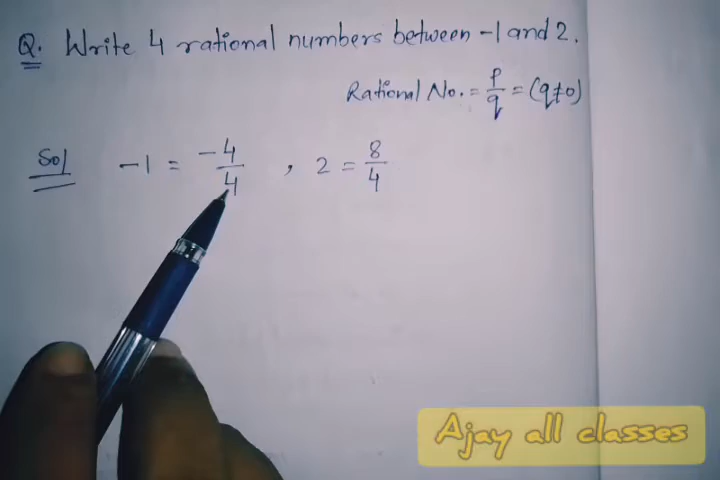 Q. Write 4 rational numbers between -1 and 2.
Rational No. = p/q = (q≠0)
Sol -1 = -4/4 , 2 = 8/4
Ajay all classes